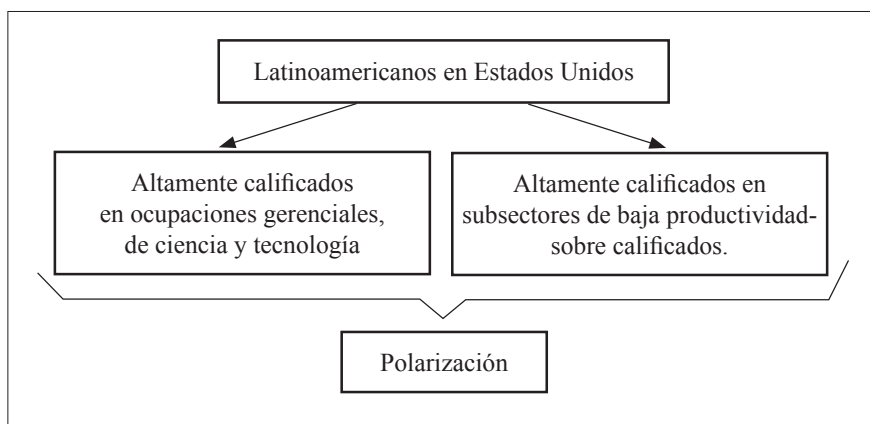 Latinoamericanos en Estados Unidos
Altamente calificados
en ocupaciones gerenciales,
de ciencia y tecnología
Altamente calificados en
subsectores de baja productividad-
sobre calificados.
Polarización